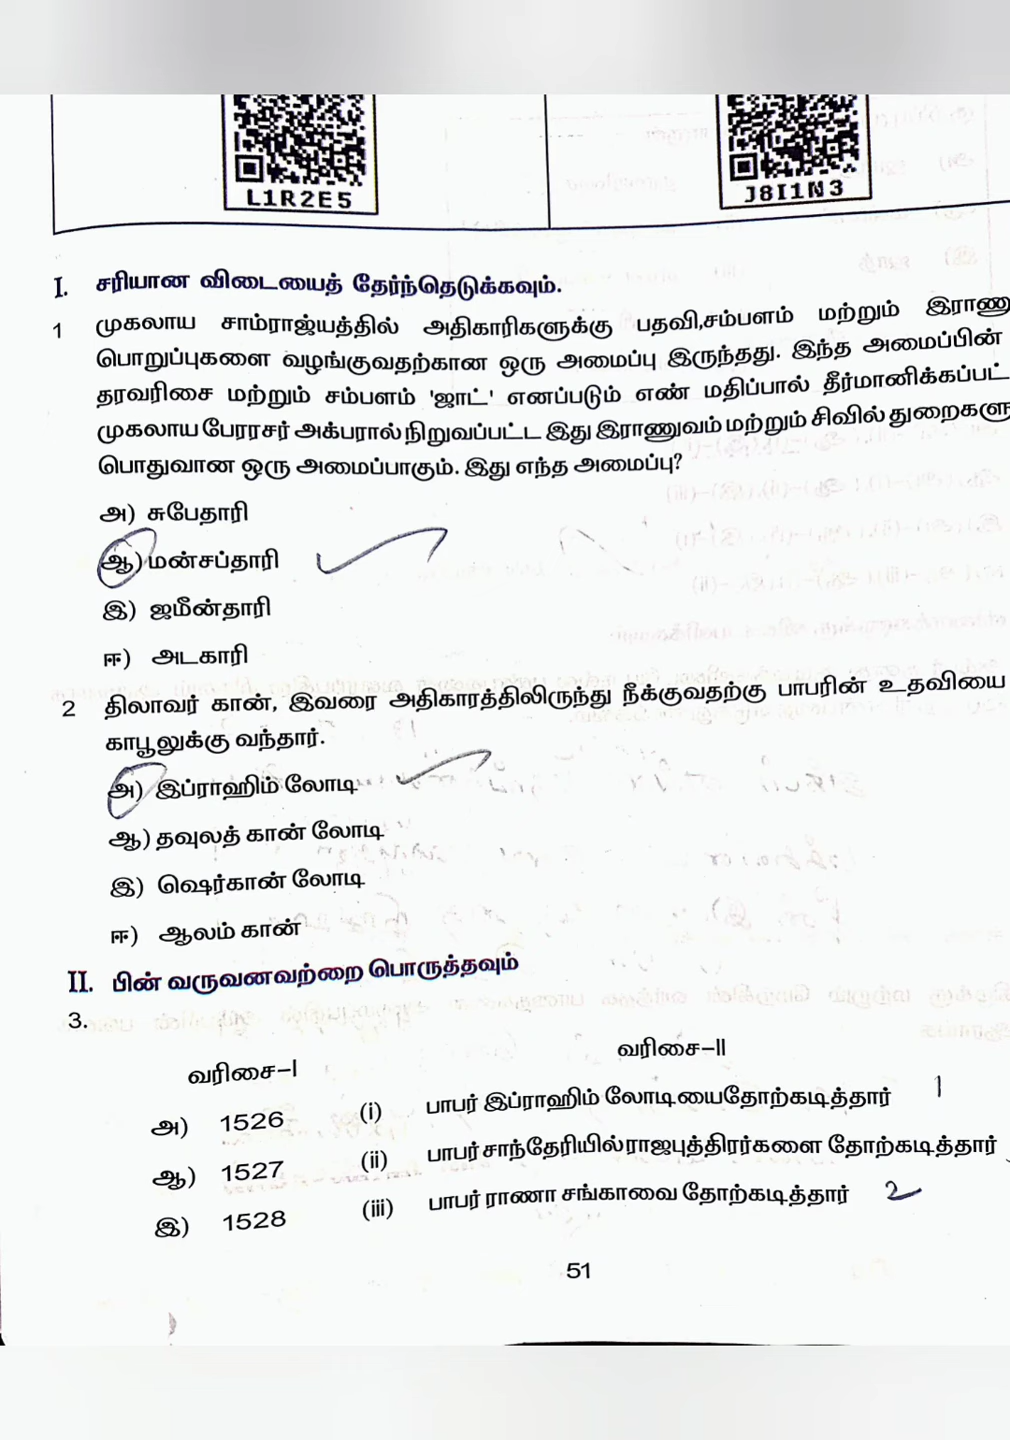 L1R2E5
J8I1N3
I. சரியான விடையைத் தேர்ந்தெடுக்கவும்.
1 முகலாய சாம்ராஜ்யத்தில் அதிகாரிகளுக்கு பதவி,சம்பளம் மற்றும் இராணு
பொறுப்புகளை வழங்குவதற்கான ஒரு அமைப்பு இருந்தது. இந்த அமைப்பின்
தரவரிசை மற்றும் சம்பளம் 'ஜாட்' எனப்படும் எண் மதிப்பால் தீர்மானிக்கப்பட்
முகலாய பேரரசர் அக்பரால் நிறுவப்பட்ட இது இராணுவம் மற்றும் சிவில் துறைகளு
பொதுவான ஒரு அமைப்பாகும். இது எந்த அமைப்பு?
அ) சுபேதாரி
ஆ) மன்சப்தாரி
இ) ஜமீன்தாரி
ஈ) அடகாரி
2 திலாவர் கான், இவரை அதிகாரத்திலிருந்து நீக்குவதற்கு பாபரின் உதவியை
காபூலுக்கு வந்தார்.
அ) இப்ராஹிம் லோடி
ஆ) தவுலத் கான் லோடி
இ) ஷெர்கான் லோடி
ஈ) ஆலம் கான்
II. பின் வருவனவற்றை பொருத்தவும்
3.
வரிசை–I வரிசை–II
அ) 1526 (i) பாபர் இப்ராஹிம் லோடியைதோற்கடித்தார் 1
ஆ) 1527 (ii) பாபர் சாந்தேரியில்ராஜபுத்திரர்களை தோற்கடித்தார்
இ) 1528 (iii) பாபர் ராணா சங்காவை தோற்கடித்தார் 2
51